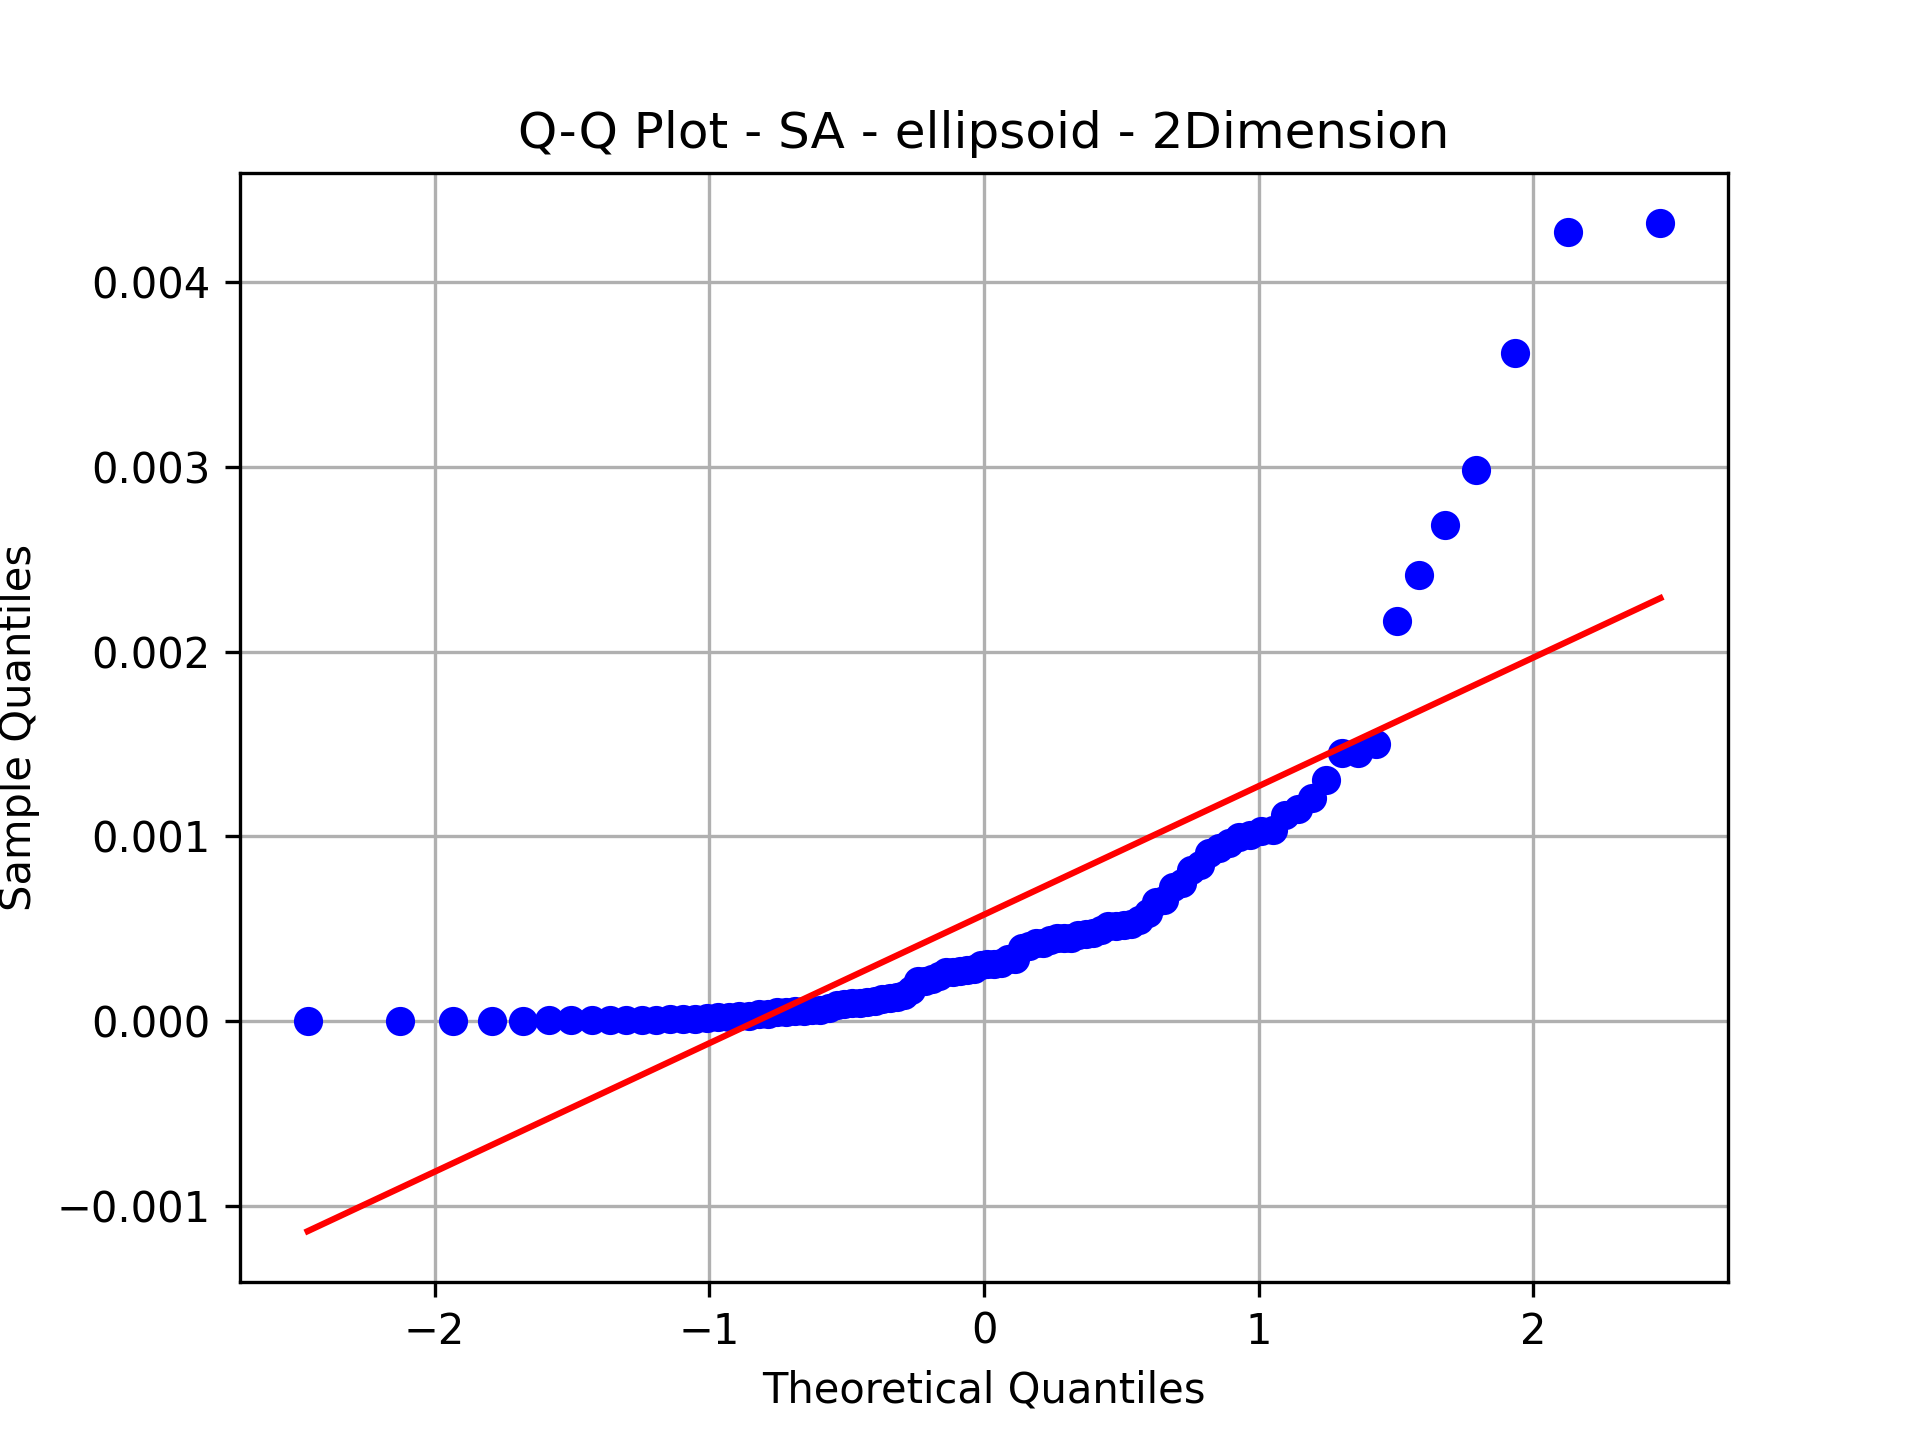 Q-Q Plot - SA - ellipsoid - 2Dimension
0.004
0.003
0.002
0.001
0.000
−0.001
Sample Quantiles
−2 −1 0 1 2
Theoretical Quantiles